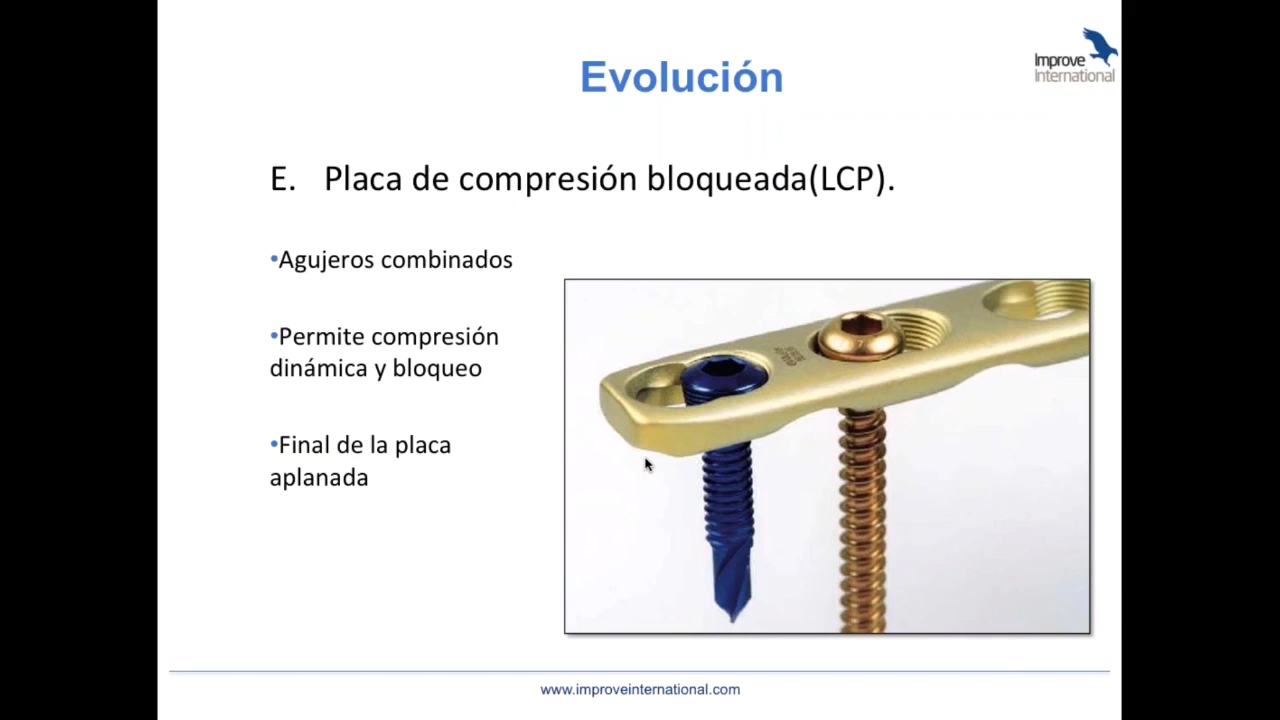 Evolución
Improve
International
E. Placa de compresión bloqueada(LCP).
•Agujeros combinados
•Permite compresión
dinámica y bloqueo
•Final de la placa
aplanada
www.improveinternational.com